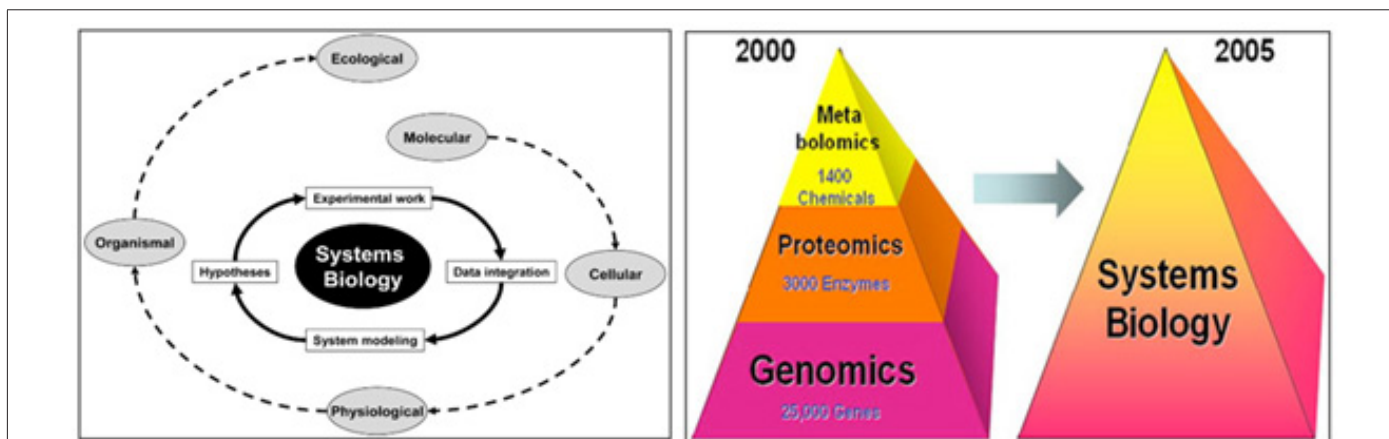 Ecological
Molecular
Experimental work
Organismal
Hypotheses
Systems
Biology
Data integration
Cellular
System modeling
Physiological
2000
Meta
bolomics
1400
Chemicals
Proteomics
3000 Enzymes
Genomics
25,000 Genes
2005
Systems
Biology